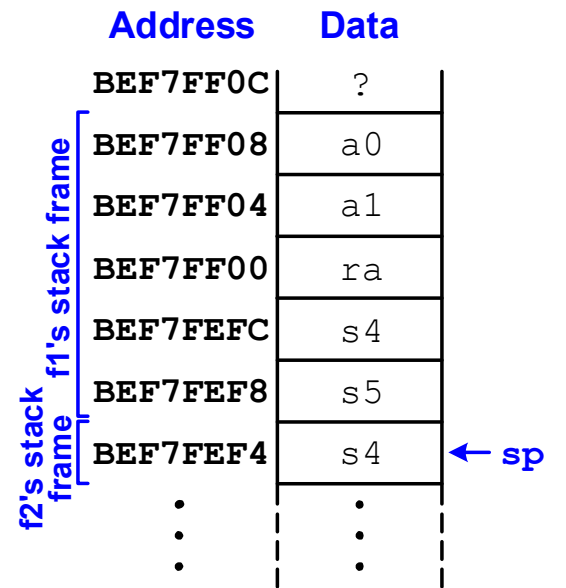 Address Data
BEF7FF0C ?
BEF7FF08 a0
BEF7FF04 a1
BEF7FF00 ra
BEF7FEFC s4
BEF7FEF8 s5
BEF7FEF4 s4 sp
f1's stack frame
f2's stack
frame